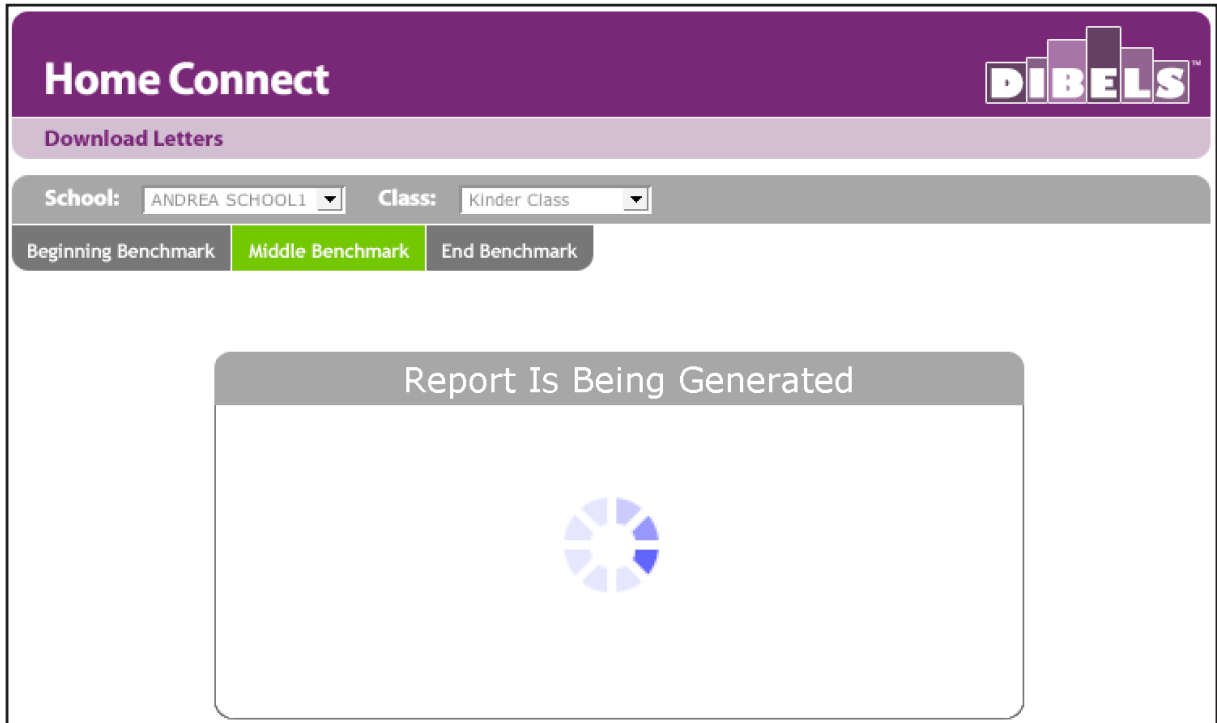 Home Connect
DIBELS™
Download Letters
School: ANDREA SCHOOL1 Class: Kinder Class
Beginning Benchmark Middle Benchmark End Benchmark
Report Is Being Generated